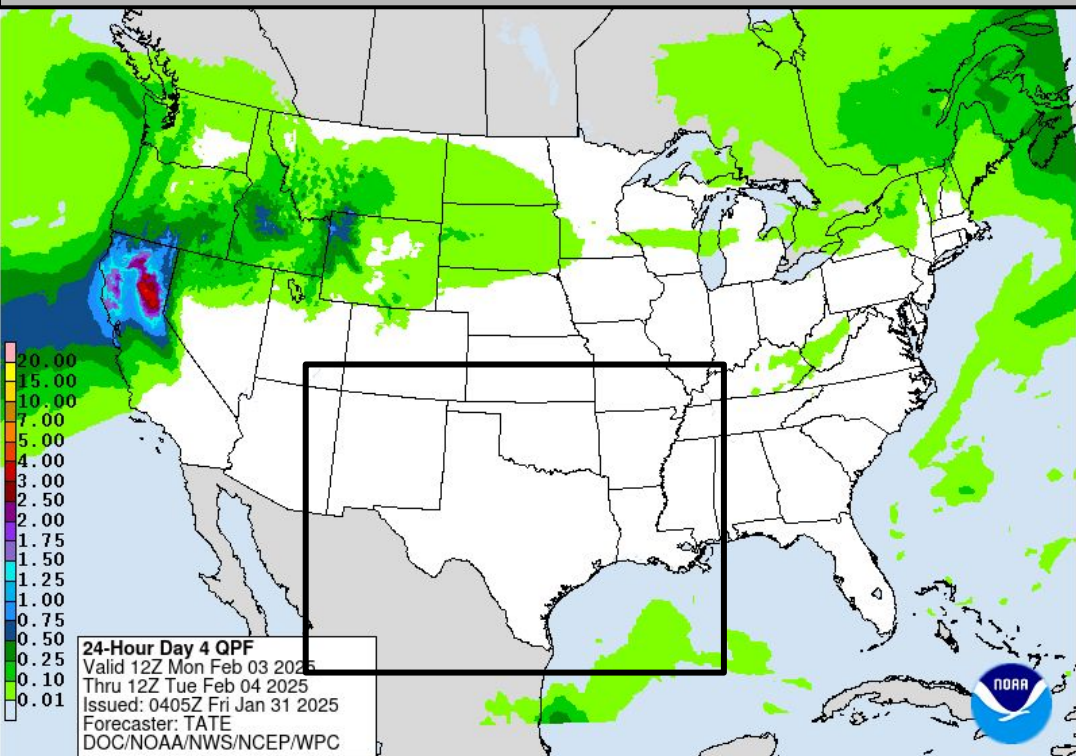 20.00
15.00
10.00
7.00
5.00
4.00
3.00
2.50
2.00
1.75
1.50
1.25
1.00
0.75
0.50
0.25
0.10
0.01
24-Hour Day 4 QPF
Valid 12Z Mon Feb 03 2025
Thru 12Z Tue Feb 04 2025
Issued: 0405Z Fri Jan 31 2025
Forecaster: TATE
DOC/NOAA/NWS/NCEP/WPC
NOAA